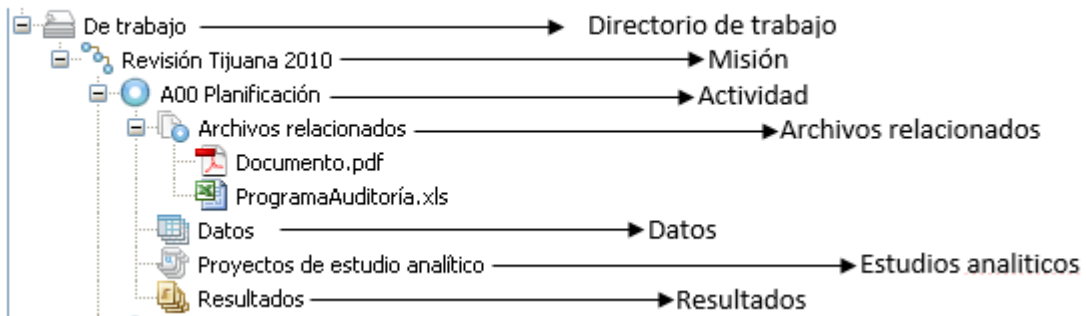 De trabajo Directorio de trabajo
Revisión Tijuana 2010 Misión
A00 Planificación Actividad
Archivos relacionados Archivos relacionados
Documento.pdf
ProgramaAuditoría.xls
Datos Datos
Proyectos de estudio analítico Estudios analiticos
Resultados Resultados